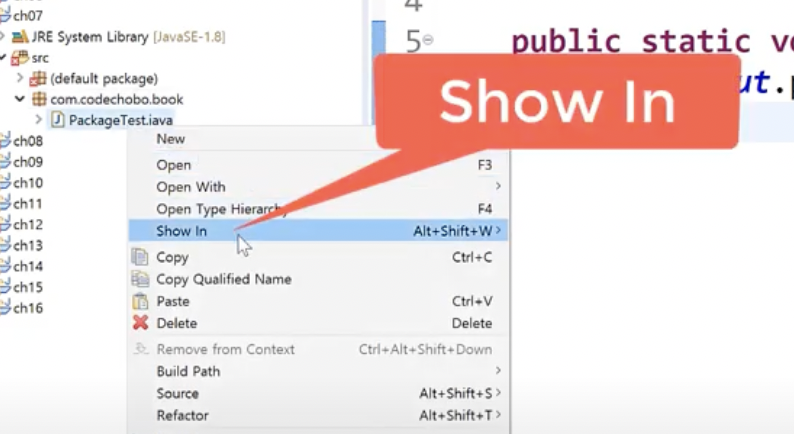 ch07
JRE System Library [JavaSE-1.8]
src
(default package)
com.codechobo.book
PackageTest.java
ch08
ch09
ch10
ch11
ch12
ch13
ch14
ch15
ch16
4
5
public static
ut.
Show In
New
Open F3
Open With
Open Type Hierarchy F4
Show In Alt+Shift+W
Copy Ctrl+C
Copy Qualified Name
Paste Ctrl+V
Delete Delete
Remove from Context Ctrl+Alt+Shift+Down
Build Path
Source Alt+Shift+S
Refactor Alt+Shift+T